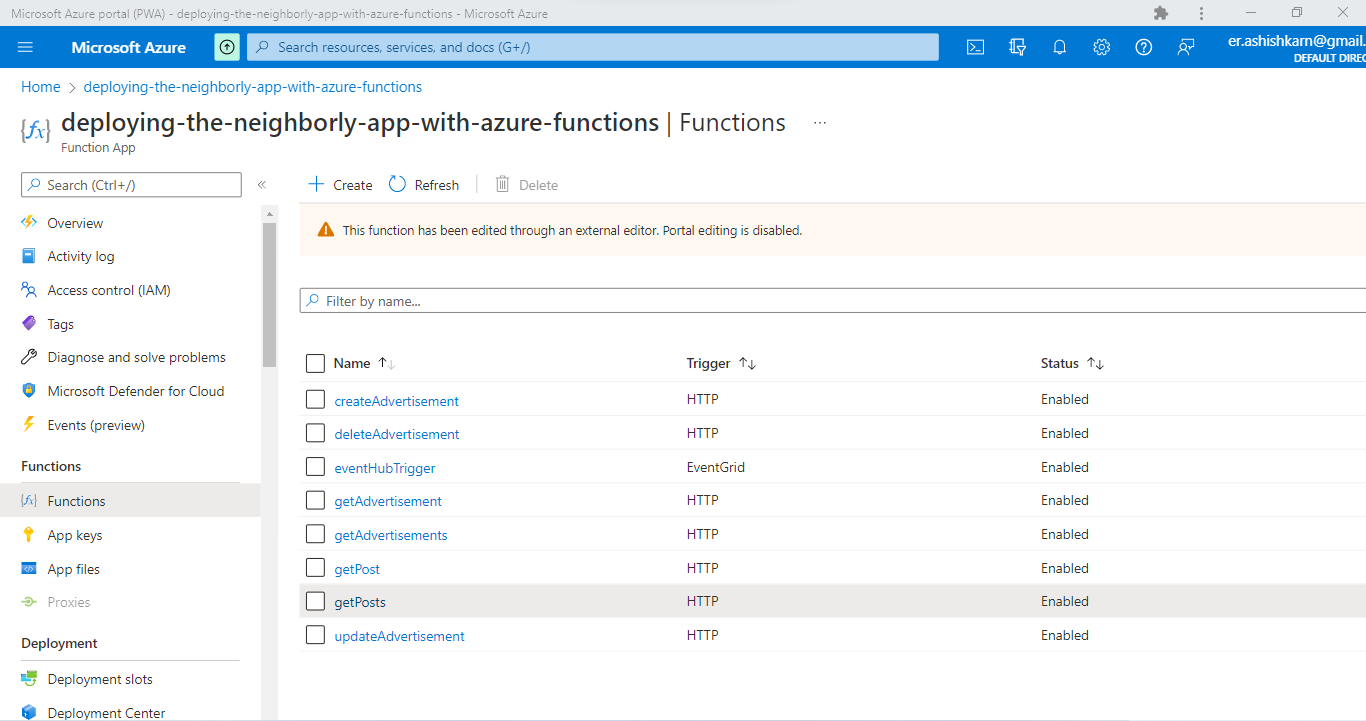 Microsoft Azure portal (PWA) - deploying-the-neighborly-app-with-azure-functions - Microsoft Azure
Microsoft Azure
Search resources, services, and docs (G+/)
er.ashishkarn@gmail.
DEFAULT DIREC
Home > deploying-the-neighborly-app-with-azure-functions
{fx} deploying-the-neighborly-app-with-azure-functions | Functions ...
Function App
Search (Ctrl+/) «
Create Refresh Delete
This function has been edited through an external editor. Portal editing is disabled.
Filter by name...
Overview
Activity log
Access control (IAM)
Tags
Diagnose and solve problems
Microsoft Defender for Cloud
Events (preview)
Functions
Functions
App keys
App files
Proxies
Deployment
Deployment slots
Deployment Center
Name Trigger Status
createAdvertisement HTTP Enabled
deleteAdvertisement HTTP Enabled
eventHubTrigger EventGrid Enabled
getAdvertisement HTTP Enabled
getAdvertisements HTTP Enabled
getPost HTTP Enabled
getPosts HTTP Enabled
updateAdvertisement HTTP Enabled